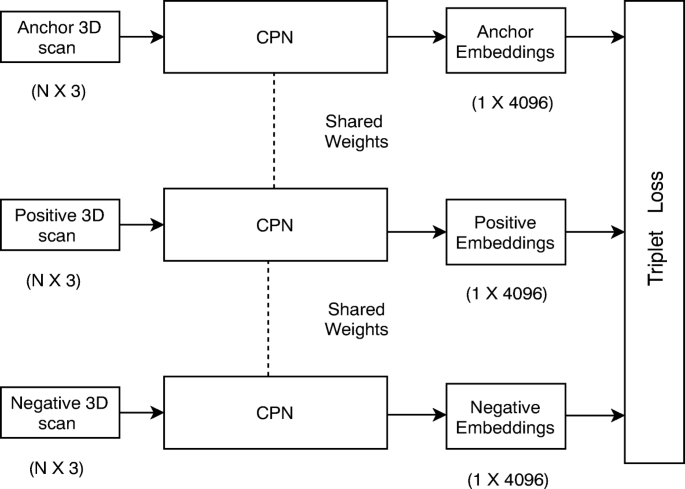 Anchor 3D
scan
(N X 3)
CPN
Anchor
Embeddings
(1 X 4096)
Shared
Weights
Positive 3D
scan
(N X 3)
CPN
Positive
Embeddings
(1 X 4096)
Shared
Weights
Negative 3D
scan
(N X 3)
CPN
Negative
Embeddings
(1 X 4096)
Triplet Loss